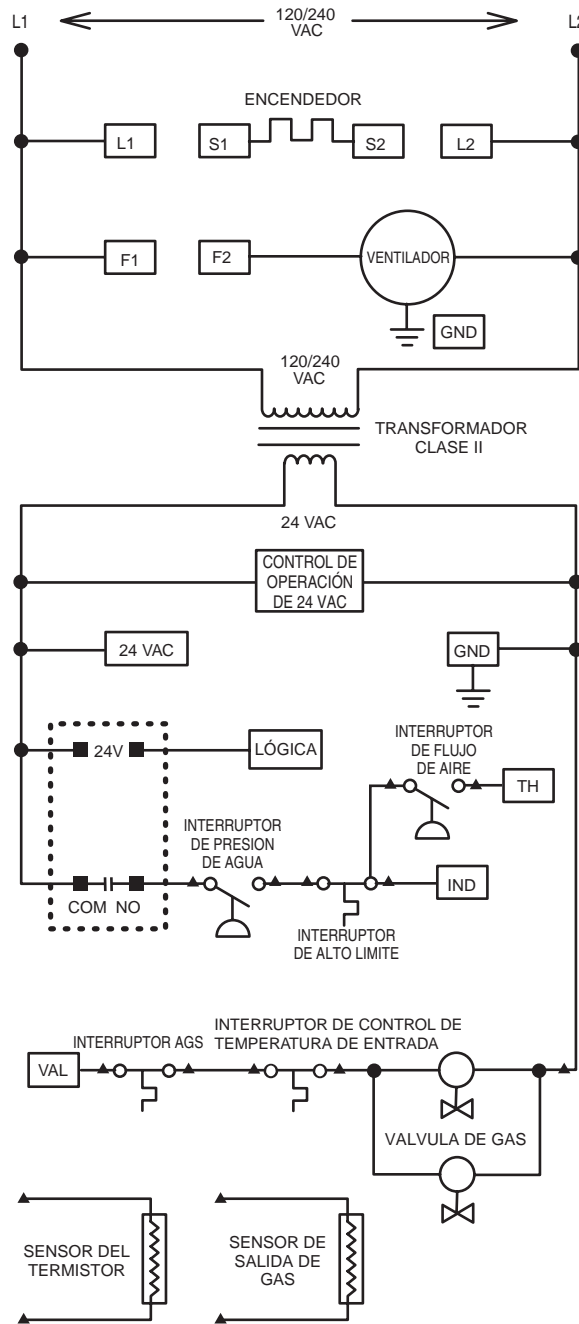 L1
120/240
VAC
L2
ENCENDEDOR
L1
S1
S2
L2
F1
F2
VENTILADOR
GND
120/240
VAC
TRANSFORMADOR
CLASE II
24 VAC
CONTROL DE
OPERACIÓN
DE 24 VAC
24 VAC
GND
24V
LÓGICA
INTERRUPTOR
DE FLUJO
DE AIRE
TH
INTERRUPTOR
DE PRESION
DE AGUA
COM NO
IND
INTERRUPTOR
DE ALTO LIMITE
INTERRUPTOR AGS
INTERRUPTOR DE CONTROL DE
TEMPERATURA DE ENTRADA
VAL
VALVULA DE GAS
SENSOR DEL
TERMISTOR
SENSOR DE
SALIDA DE
GAS